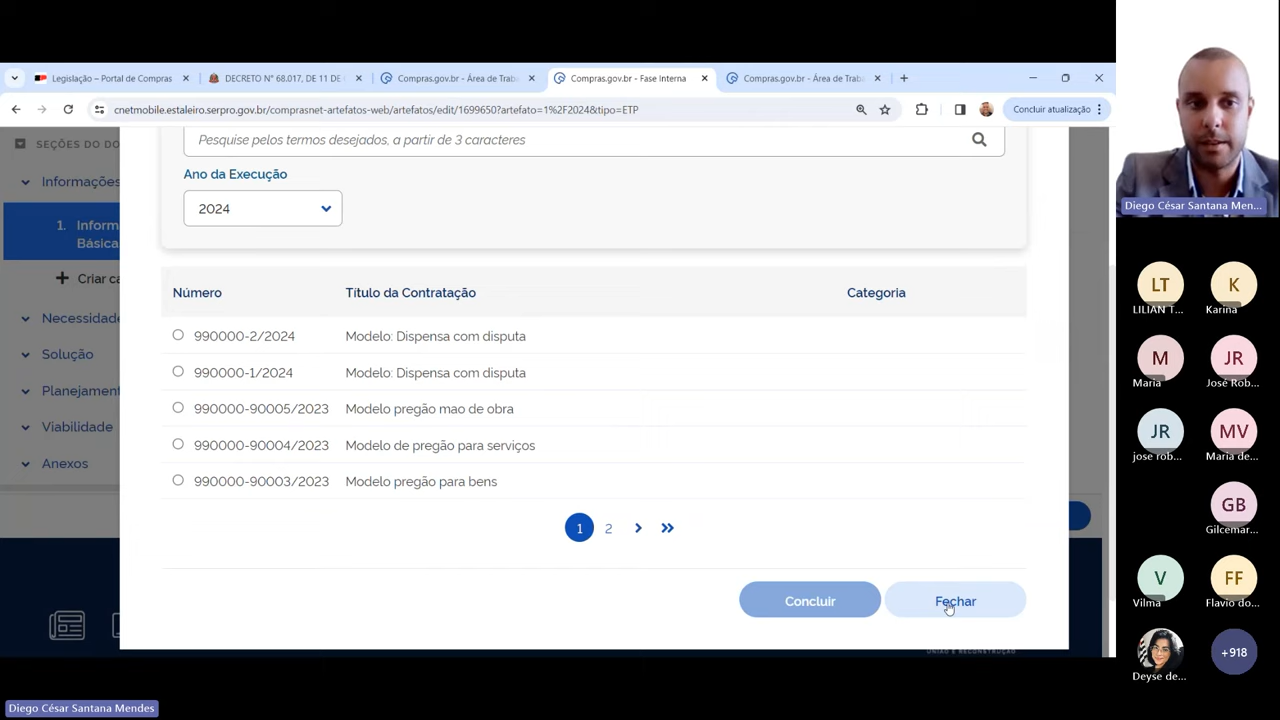 Legislação – Portal de Compras
DECRETO Nº 68.017, DE 11 DE
Compras.gov.br - Área de Trab
Compras.gov.br - Fase Interna
Compras.gov.br - Área de Trab
cnetmobile.estaleiro.serpro.gov.br/comprasnet-artefatos-web/artefatos/edit/1699650?artefato=1%2F2024&tipo=ETP
Concluir atualização
SEÇÕES DO DO
Informações
1. Inform
Básica
Criar ca
Necessidade
Solução
Planejament
Viabilidade
Anexos
Pesquise pelos termos desejados, a partir de 3 caracteres
Ano da Execução
2024
Número Título da Contratação Categoria
990000-2/2024 Modelo: Dispensa com disputa
990000-1/2024 Modelo: Dispensa com disputa
990000-90005/2023 Modelo pregão mao de obra
990000-90004/2023 Modelo de pregão para serviços
990000-90003/2023 Modelo pregão para bens
1 2
Concluir Fechar
UNIÃO E RECONSTRUÇÃO
Diego César Santana Men...
LT K
LILIAN T... Karina
M JR
Maria José Rob...
JR MV
jose rob... Maria de...
GB
Gilcemar...
V FF
Vilma Flavio do...
+918
Deyse de...
Diego César Santana Mendes